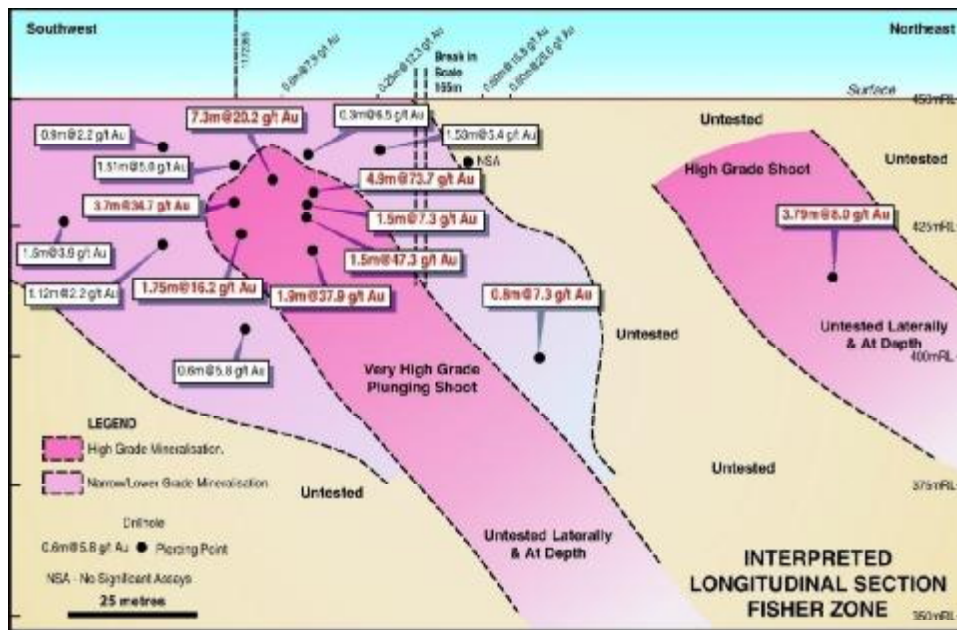 Southwest
Northeast
0.25m@12.3 g/t Au
Break in
Scale
165m
Surface
450mRL
7.3m@20.2 g/t Au
0.3m@6.5 g/t Au
Untested
0.9m@2.2 g/t Au
1.53m@5.4 g/t Au
NSA
Untested
High Grade Shoot
4.9m@73.7 g/t Au
3.7m@34.7 g/t Au
1.5m@7.3 g/t Au
3.79m@8.0 g/t Au
425mRL
1.5m@47.3 g/t Au
1.12m@2.2 g/t Au
1.75m@16.2 g/t Au
1.9m@37.9 g/t Au
0.8m@7.3 g/t Au
Untested
Untested Laterally
& At Depth
400mRL
0.6m@5.8 g/t Au
Very High Grade
Plunging Shoot
LEGEND
High Grade Mineralisation.
Narrow/Lower Grade Mineralisation
Untested
Untested
375mRL
Drillhole
0.6m@5.8 g/t Au
Piercing Point
Untested Laterally
& At Depth
NSA - No Significant Assays
25 metres
INTERPRETED
LONGITUDINAL SECTION
FISHER ZONE
350mRL